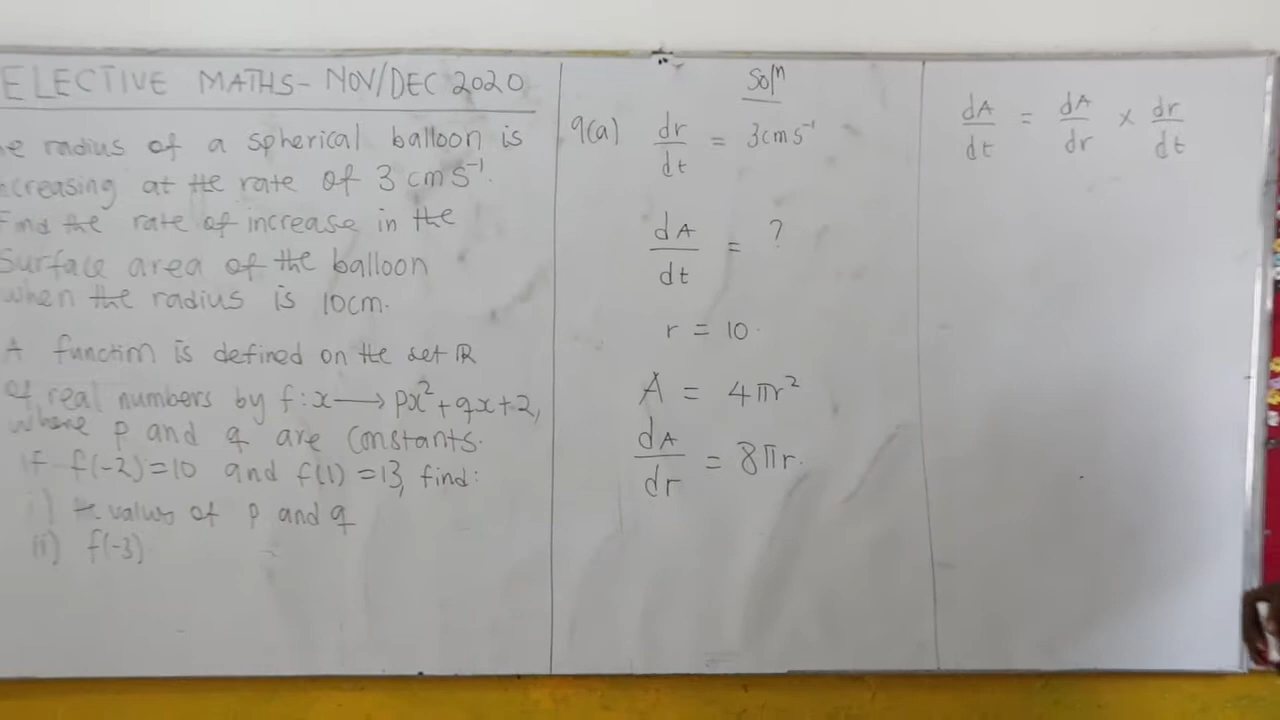 ELECTIVE MATHS- NOV/DEC 2020
e radius of a spherical balloon is
creasing at the rate of 3 cm s⁻¹.
Find the rate of increase in the
Surface area of the balloon
when the radius is 10cm.
A function is defined on the set ℝ
of real numbers by f:x⟶ px²+qx+2,
where p and q are constants.
If f(-2)=10 and f(1)=13, find:
i) the values of p and q
ii) f(-3)
Solⁿ
9(a) dr/dt = 3cm s⁻¹
dA/dt = ?
r = 10.
A = 4πr²
dA/dr = 8πr.
dA/dt = dA/dr × dr/dt